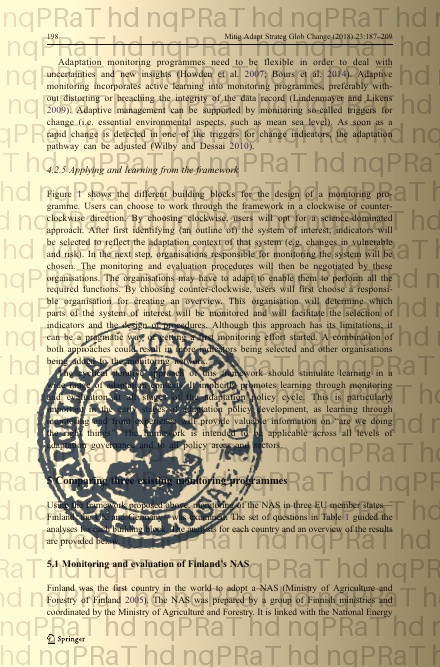 198 Mitig Adapt Strateg Glob Change (2018) 23:187–209
Adaptation monitoring programmes need to be flexible in order to deal with
uncertainties and new insights (Howden et al. 2007; Bours et al. 2014). Adaptive
monitoring incorporates active learning into monitoring programmes, preferably with-
out distorting or breaching the integrity of the data record (Lindenmayer and Likens
2009). Adaptive management can be supported by monitoring so-called triggers for
change (i.e. essential environmental aspects, such as mean sea level). As soon as a
rapid change is detected in one of the triggers for change indicators, the adaptation
pathway can be adjusted (Wilby and Dessai 2010).
4.2.5 Applying and learning from the framework
Figure 1 shows the different building blocks for the design of a monitoring pro-
gramme. Users can choose to work through the framework in a clockwise or counter-
clockwise direction. By choosing clockwise, users will opt for a science-dominated
approach. After first identifying (an outline of) the system of interest, indicators will
be selected to reflect the adaptation context of that system (e.g. changes in vulnerable
and risk). In the next step, organisations responsible for monitoring the system will be
chosen. The monitoring and evaluation procedures will then be negotiated by these
organisations. The organisations may have to adapt to enable them to perform all the
required functions. By choosing counter-clockwise, users will first choose a responsi-
ble organisation for creating an overview. This organisation will determine which
parts of the system of interest will be monitored and will facilitate the selection of
indicators and the design of procedures. Although this approach has its limitations, it
can be a pragmatic way of getting a first monitoring effort started. A combination of
both approaches could result in more indicators being selected and other organisations
being added to the monitoring network.
framework should stimulate learning in a
promotes learning through monitoring
and evaluation, at all stages of the adaptation policy cycle. This is particularly
important in the early stages of adaptation policy development, as learning through
monitoring and from experience will provide valuable information on "are we doing
the right things". The framework is intended to be applicable across all levels of
adaptation governance and to all policy areas and sectors.
5 Comparing three existing monitoring programmes
Using the framework proposed above, monitoring of the NAS in three EU member states—
Finland, the UK and Germany—was examined. The set of questions in Table 1 guided the
analyses for each building block. The analysis for each country and an overview of the results
are provided below.
5.1 Monitoring and evaluation of Finland's NAS
Finland was the first country in the world to adopt a NAS (Ministry of Agriculture and
Forestry of Finland 2005). The NAS was prepared by a group of Finnish ministries and
coordinated by the Ministry of Agriculture and Forestry. It is linked with the National Energy
Springer